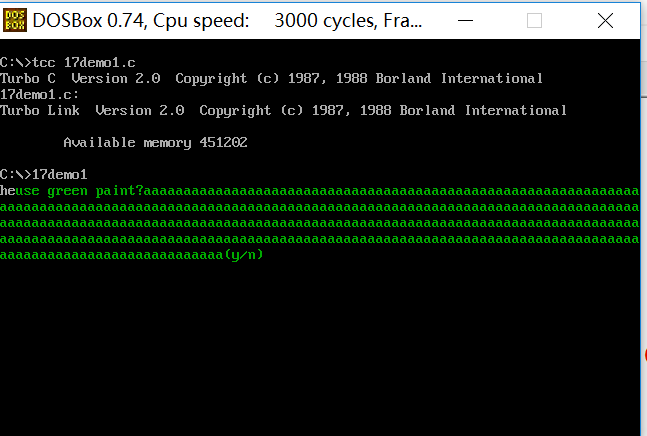 DOSBox 0.74, Cpu speed: 3000 cycles, Fra...
C:\>tcc 17demo1.c
Turbo C Version 2.0 Copyright (c) 1987, 1988 Borland International
17demo1.c:
Turbo Link Version 2.0 Copyright (c) 1987, 1988 Borland International
Available memory 451202
C:\>17demo1
heuse green paint?aaaaaaaaaaaaaaaaaaaaaaaaaaaaaaaaaaaaaaaaaaaaaaaaaaaaaaaaaaaaaa
aaaaaaaaaaaaaaaaaaaaaaaaaaaaaaaaaaaaaaaaaaaaaaaaaaaaaaaaaaaaaaaaaaaaaaaaaaaaaaaa
aaaaaaaaaaaaaaaaaaaaaaaaaaaaaaaaaaaaaaaaaaaaaaaaaaaaaaaaaaaaaaaaaaaaaaaaaaaaaaaa
aaaaaaaaaaaaaaaaaaaaaaaaaaaaaaaaaaaaaaaaaaaaaaaaaaaaaaaaaaaaaaaaaaaaaaaaaaaaaaaa
aaaaaaaaaaaaaaaaaaaaaaaaaaaa(y/n)